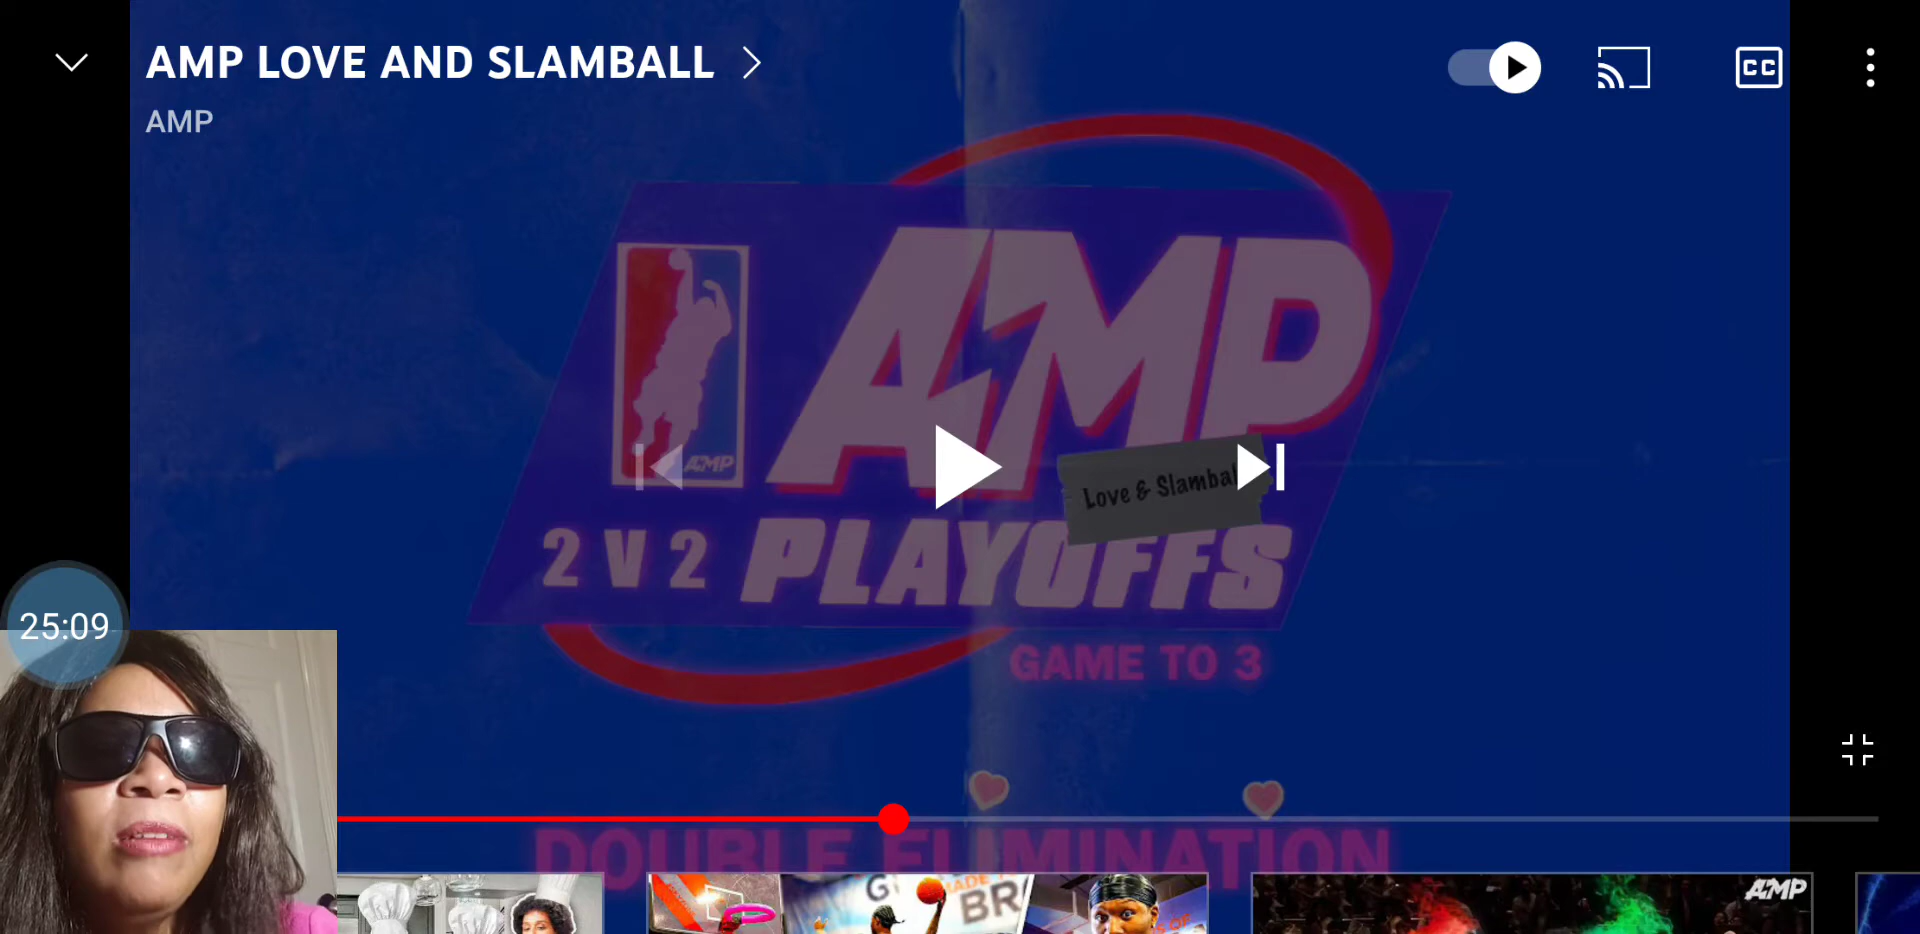 AMP LOVE AND SLAMBALL
CC
AMP
AMP
AMP
Love & Slambal
2 V 2 PLAYOFFS
25:09
GAME TO 3
DOUBLE ELIMINATION
AMP